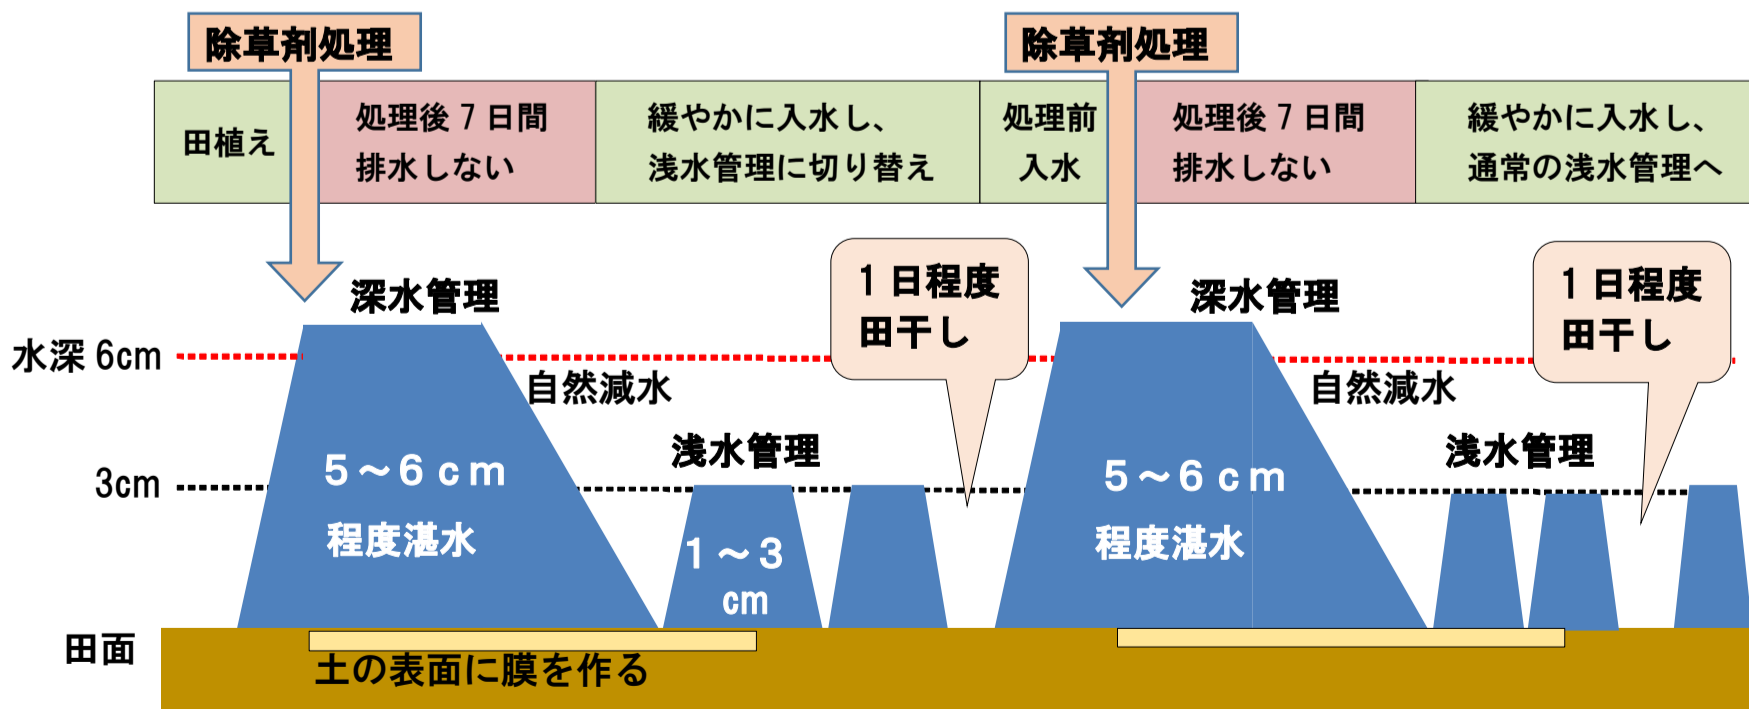 除草剤処理
除草剤処理
田植え
処理後7日間
排水しない
緩やかに入水し、
浅水管理に切り替え
処理前
入水
処理後7日間
排水しない
緩やかに入水し、
通常の浅水管理へ
深水管理
1日程度
田干し
深水管理
1日程度
田干し
水深6cm
自然減水
自然減水
浅水管理
浅水管理
3cm
5～6cm
程度湛水
1～3
cm
5～6cm
程度湛水
田面
土の表面に膜を作る